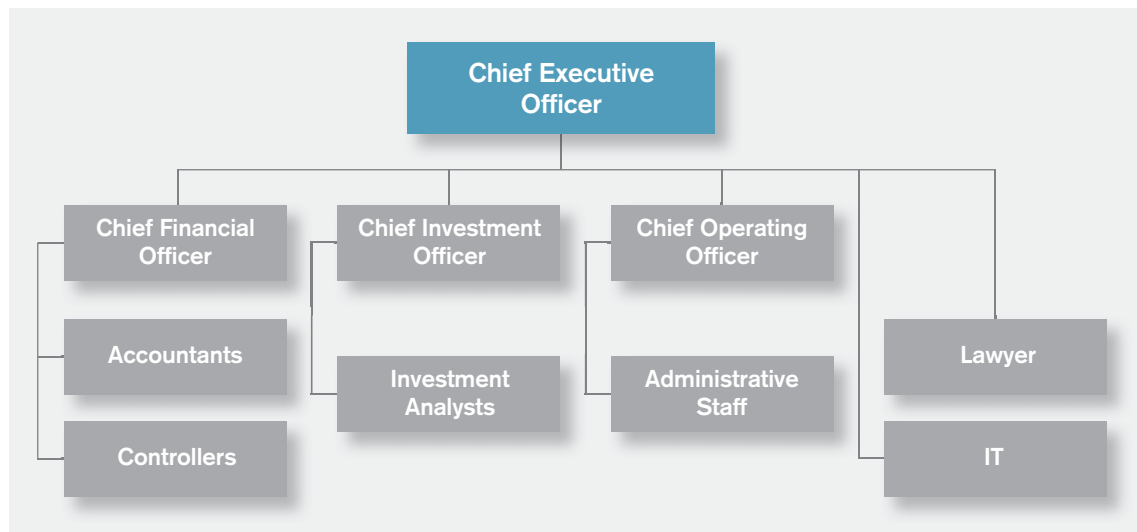 Chief Executive
Officer
Chief Financial
Officer
Chief Investment
Officer
Chief Operating
Officer
Accountants
Investment
Analysts
Administrative
Staff
Lawyer
Controllers
IT